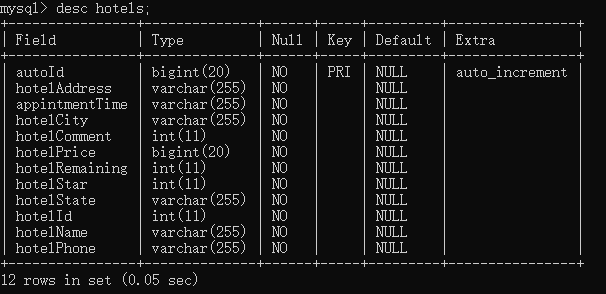 mysql> desc hotels;
+----------------+--------------+------+-----+---------+----------------+
| Field          | Type         | Null | Key | Default | Extra          |
+----------------+--------------+------+-----+---------+----------------+
| autoId         | bigint(20)   | NO   | PRI | NULL    | auto_increment |
| hotelAddress   | varchar(255) | NO   |     | NULL    |                |
| appintmentTime | varchar(255) | NO   |     | NULL    |                |
| hotelCity      | varchar(255) | NO   |     | NULL    |                |
| hotelComment   | int(11)      | NO   |     | NULL    |                |
| hotelPrice     | bigint(20)   | NO   |     | NULL    |                |
| hotelRemaining | int(11)      | NO   |     | NULL    |                |
| hotelStar      | int(11)      | NO   |     | NULL    |                |
| hotelState     | varchar(255) | NO   |     | NULL    |                |
| hotelId        | int(11)      | NO   |     | NULL    |                |
| hotelName      | varchar(255) | NO   |     | NULL    |                |
| hotelPhone     | varchar(255) | NO   |     | NULL    |                |
+----------------+--------------+------+-----+---------+----------------+
12 rows in set (0.05 sec)